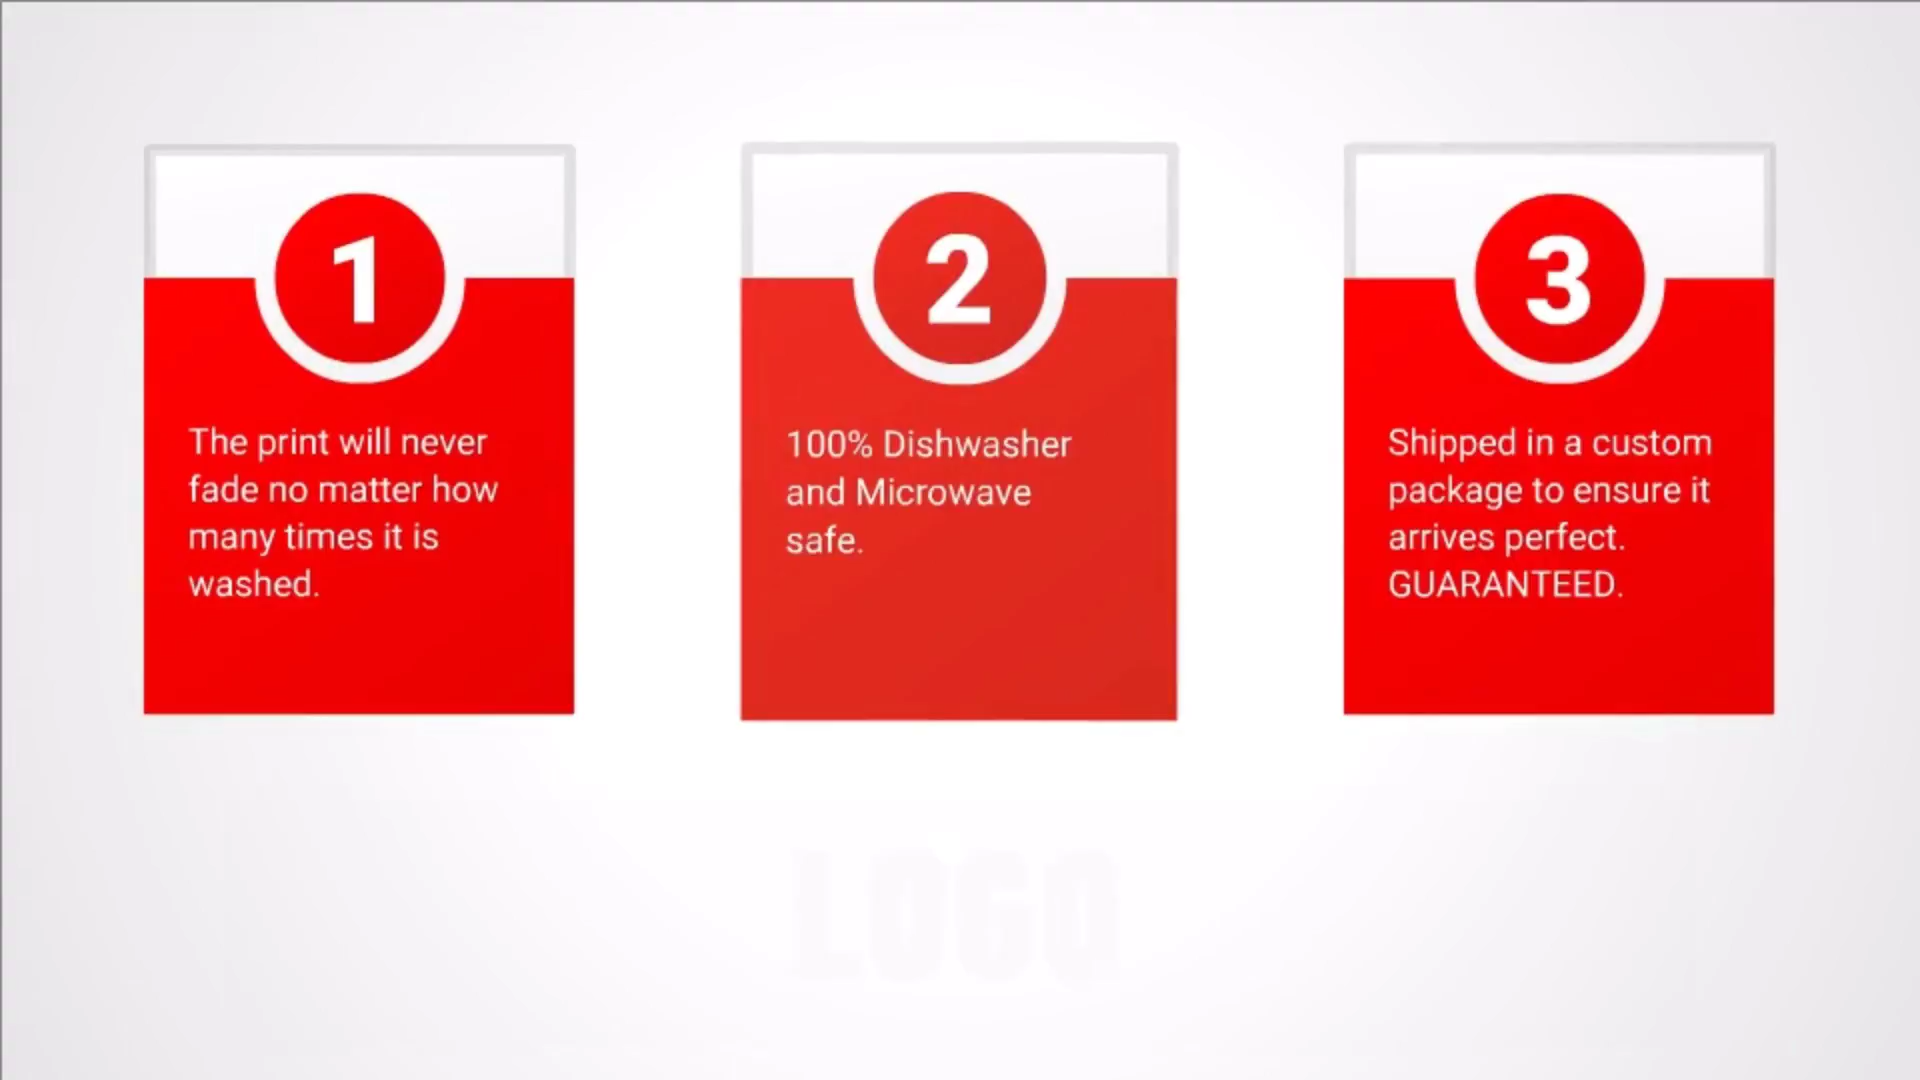 1
The print will never
fade no matter how
many times it is
washed.
2
100% Dishwasher
and Microwave
safe.
3
Shipped in a custom
package to ensure it
arrives perfect.
GUARANTEED.
LOGO